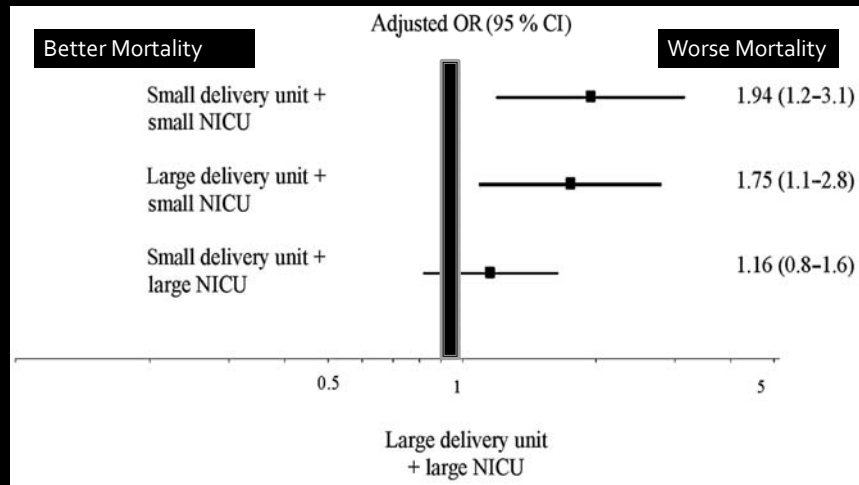 Adjusted OR (95 % CI)
Better Mortality
Worse Mortality
Small delivery unit +
small NICU
1.94 (1.2–3.1)
Large delivery unit +
small NICU
1.75 (1.1–2.8)
Small delivery unit +
large NICU
1.16 (0.8–1.6)
0.5 1 5
Large delivery unit
+ large NICU